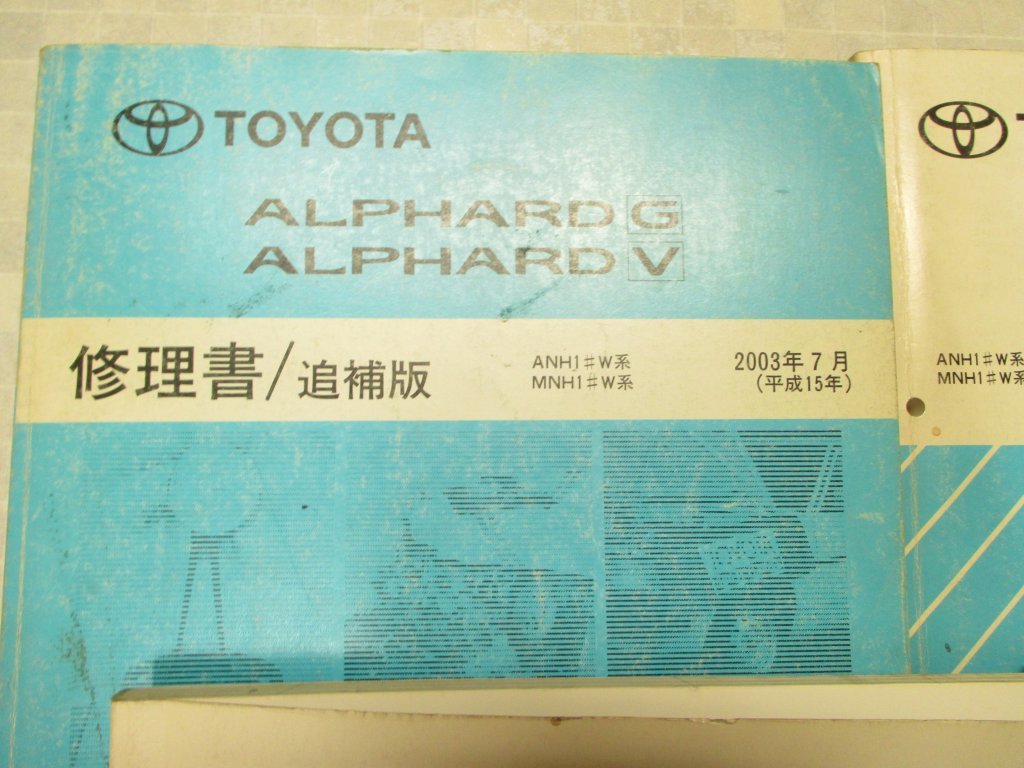 TOYOTA
ALPHARD G
ALPHARD V
修理書/追補版
ANH1♯W系
MNH1♯W系
2003年7月
(平成15年)
ANH1♯W系
MNH1♯W系